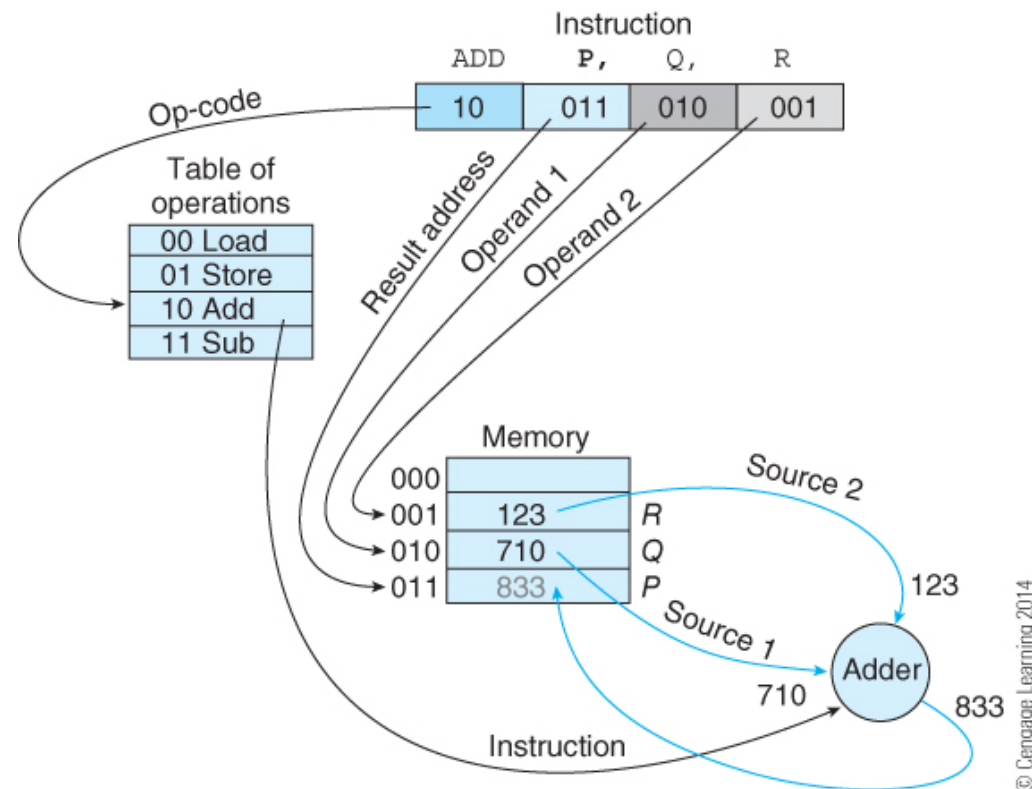 Instruction
ADD P, Q, R
10 011 010 001
Op-code
Table of
operations
00 Load
01 Store
10 Add
11 Sub
Result address
Operand 1
Operand 2
Memory
000
001 123 R
010 710 Q
011 833 P
Source 2
123
Source 1
710
Adder
833
Instruction
© Cengage Learning 2014